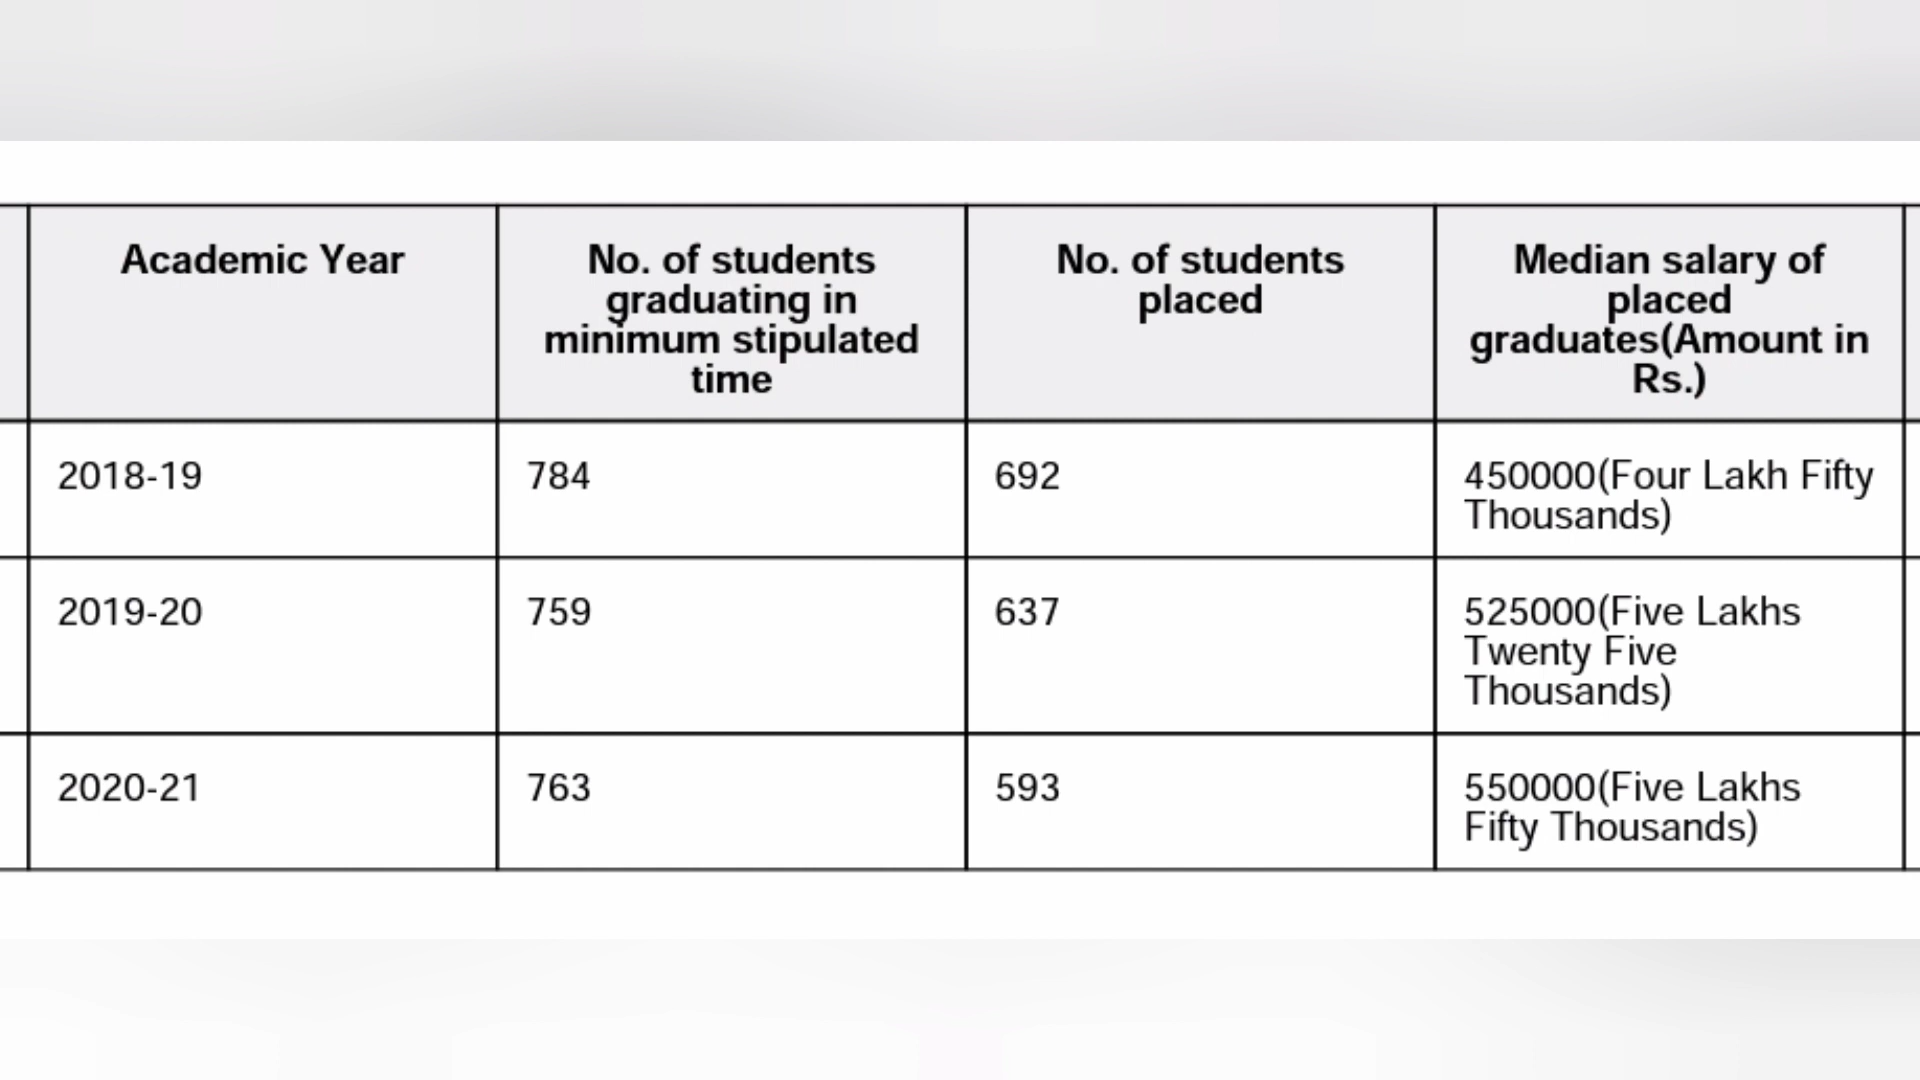 Academic Year
No. of students
graduating in
minimum stipulated
time
No. of students
placed
Median salary of
placed
graduates(Amount in
Rs.)
2018-19
784
692
450000(Four Lakh Fifty
Thousands)
2019-20
759
637
525000(Five Lakhs
Twenty Five
Thousands)
2020-21
763
593
550000(Five Lakhs
Fifty Thousands)